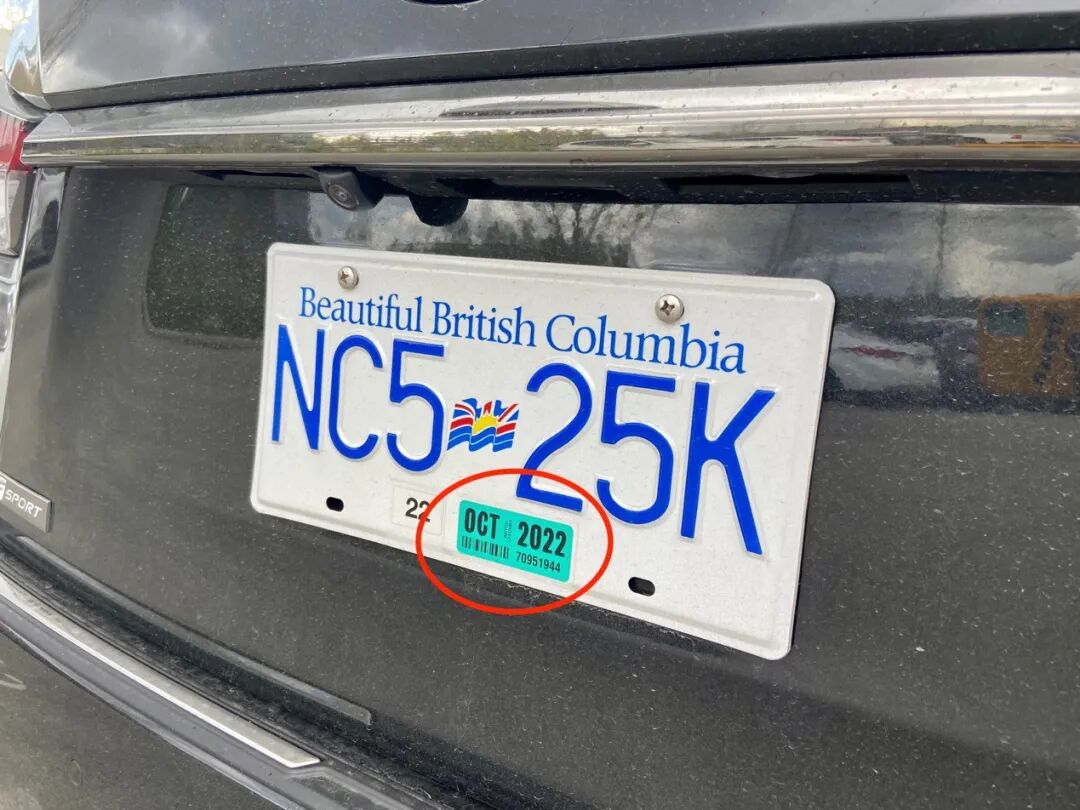 Beautiful British Columbia
NC5 25K
22
OCT 2022
70951944
SPORT